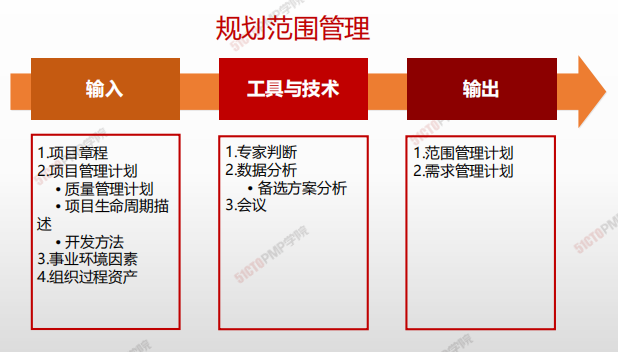 规划范围管理
输入
工具与技术
输出
1.项目章程
2.项目管理计划
• 质量管理计划
• 项目生命周期描
述
• 开发方法
3.事业环境因素
4.组织过程资产
1.专家判断
2.数据分析
• 备选方案分析
3.会议
1.范围管理计划
2.需求管理计划
51CTOPMP学院
51CTOPMP学院
51CTOPMP学院